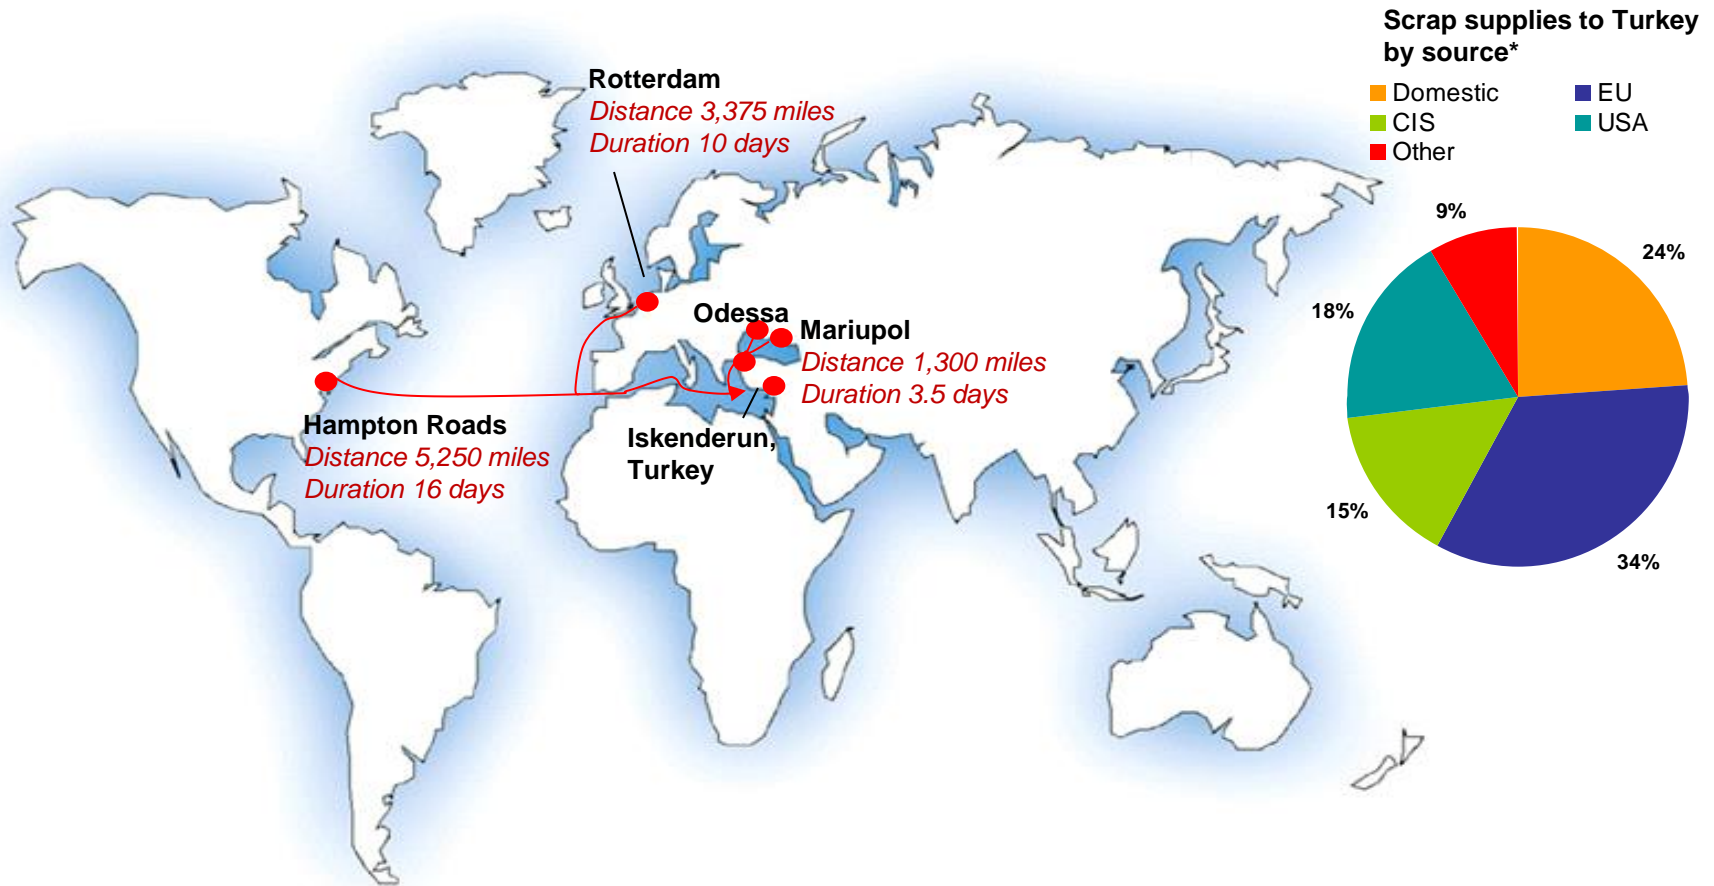 Scrap supplies to Turkey
by source*
Domestic
EU
CIS
USA
Other
Rotterdam
Distance 3,375 miles
Duration 10 days
Odessa
Mariupol
Distance 1,300 miles
Duration 3.5 days
Hampton Roads
Distance 5,250 miles
Duration 16 days
Iskenderun,
Turkey
9%
24%
18%
15%
34%